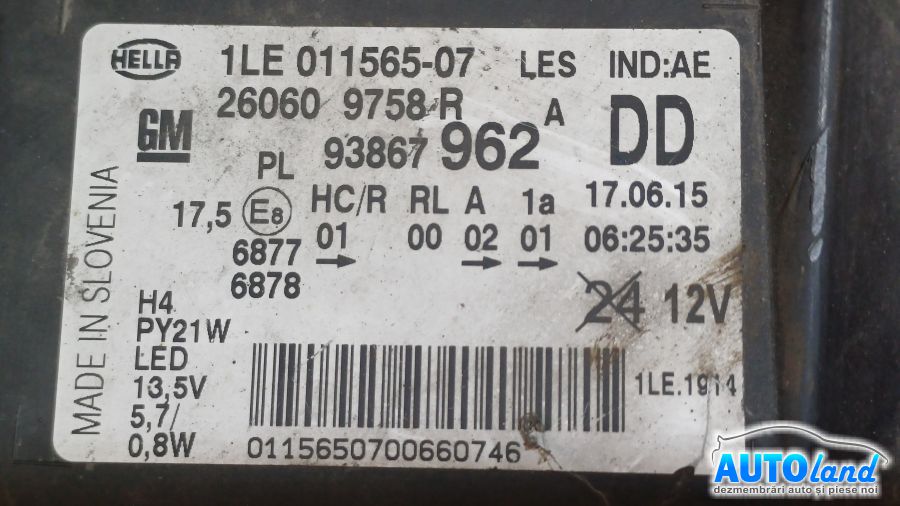 HELLA 1LE 011565-07 LES IND:AE
26060 9758-R A DD
GM PL 93867 962
17,5 E8 HC/R RL A 1a 17.06.15
6877 01 00 02 01 06:25:35
6878
24 12V
H4
PY21W
LED
13,5V
5,7/
0,8W
1LE.1914
0115650700660746
MADE IN SLOVENIA
AUTOland
dezmembrări auto și piese noi